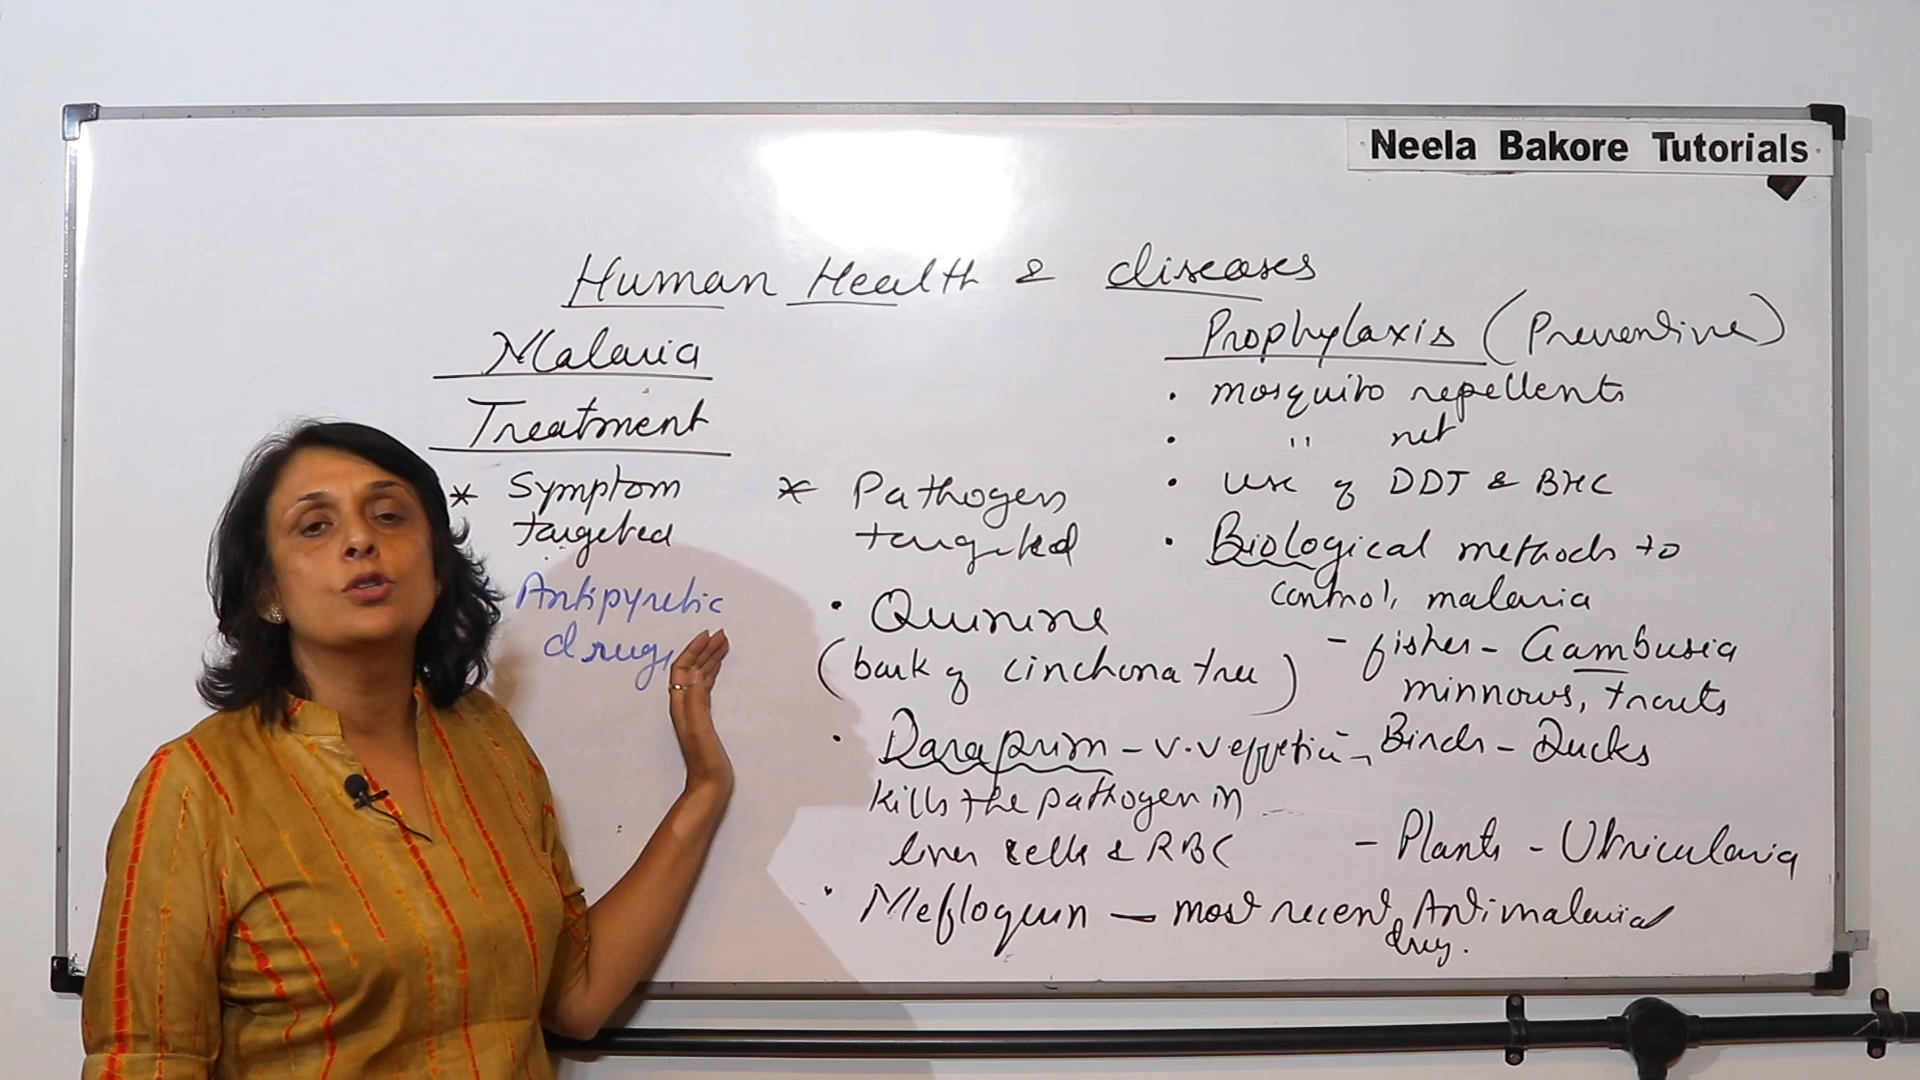 Neela Bakore Tutorials
Human Health & diseases
Malaria
Treatment
* Symptom
targeted
Antipyretic
drugs
* Pathogen
targeted
• Quinine
(bark of cinchona tree)
• Daraprim - v.v effective
kills the pathogen in
liver cells & RBC
• Mefloquin — most recent Antimalarial
drug.
Prophylaxis (Preventive)
• mosquito repellents
• " net
• use of DDT & BHC
• Biological methods to
control malaria
- fishes - Gambusia
minnows, trouts
- Birds - Ducks
- Plants - Utricularia